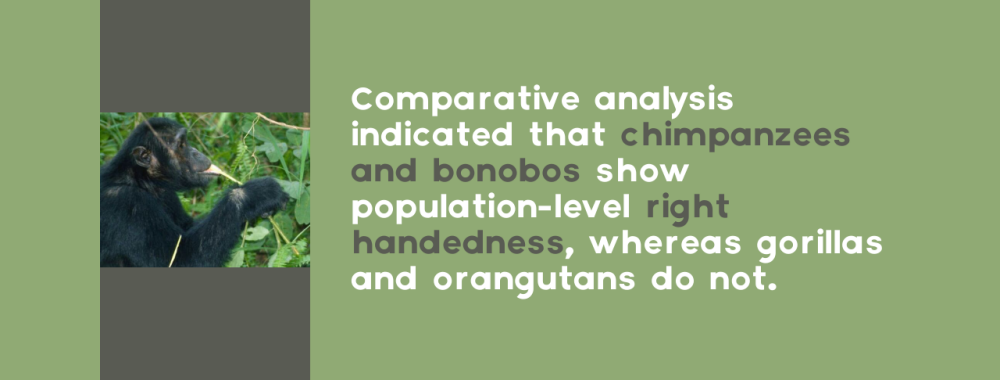 Comparative analysis
indicated that chimpanzees
and bonobos show
population-level right
handedness, whereas gorillas
and orangutans do not.